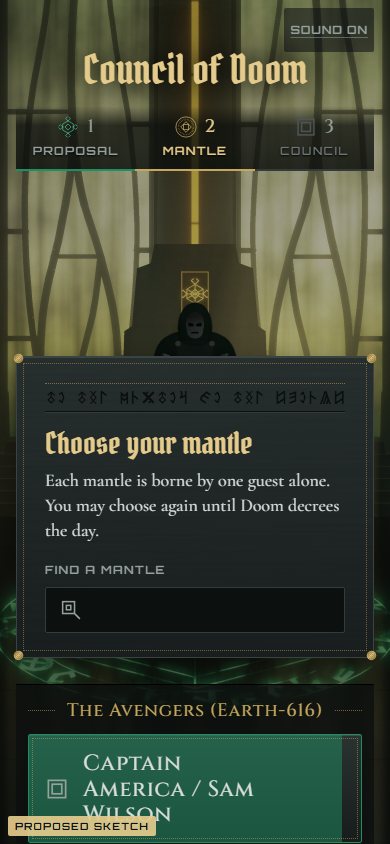 SOUND ON
Council of Doom
1
PROPOSAL
2
MANTLE
3
COUNCIL
Choose your mantle
Each mantle is borne by one guest alone.
You may choose again until Doom decrees
the day.
FIND A MANTLE
The Avengers (Earth-616)
Captain
America / Sam
Wilson
PROPOSED SKETCH